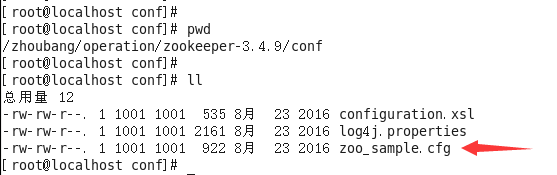 [root@localhost conf]#
[root@localhost conf]# pwd
/zhoubang/operation/zookeeper-3.4.9/conf
[root@localhost conf]#
[root@localhost conf]# ll
总用量 12
-rw-rw-r--. 1 1001 1001  535 8月  23 2016 configuration.xsl
-rw-rw-r--. 1 1001 1001 2161 8月  23 2016 log4j.properties
-rw-rw-r--. 1 1001 1001  922 8月  23 2016 zoo_sample.cfg
[root@localhost conf]#